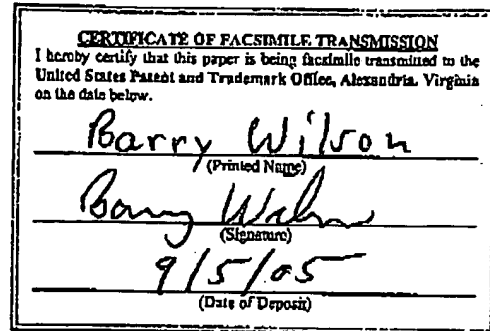 CERTIFICATE OF FACSIMILE TRANSMISSION
I hereby certify that this paper is being facsimile transmitted to the
United States Patent and Trademark Office, Alexandria, Virginia
on the date below.
Barry Wilson
(Printed Name)
Barry Wilson
(Signature)
9/5/05
(Date of Deposit)